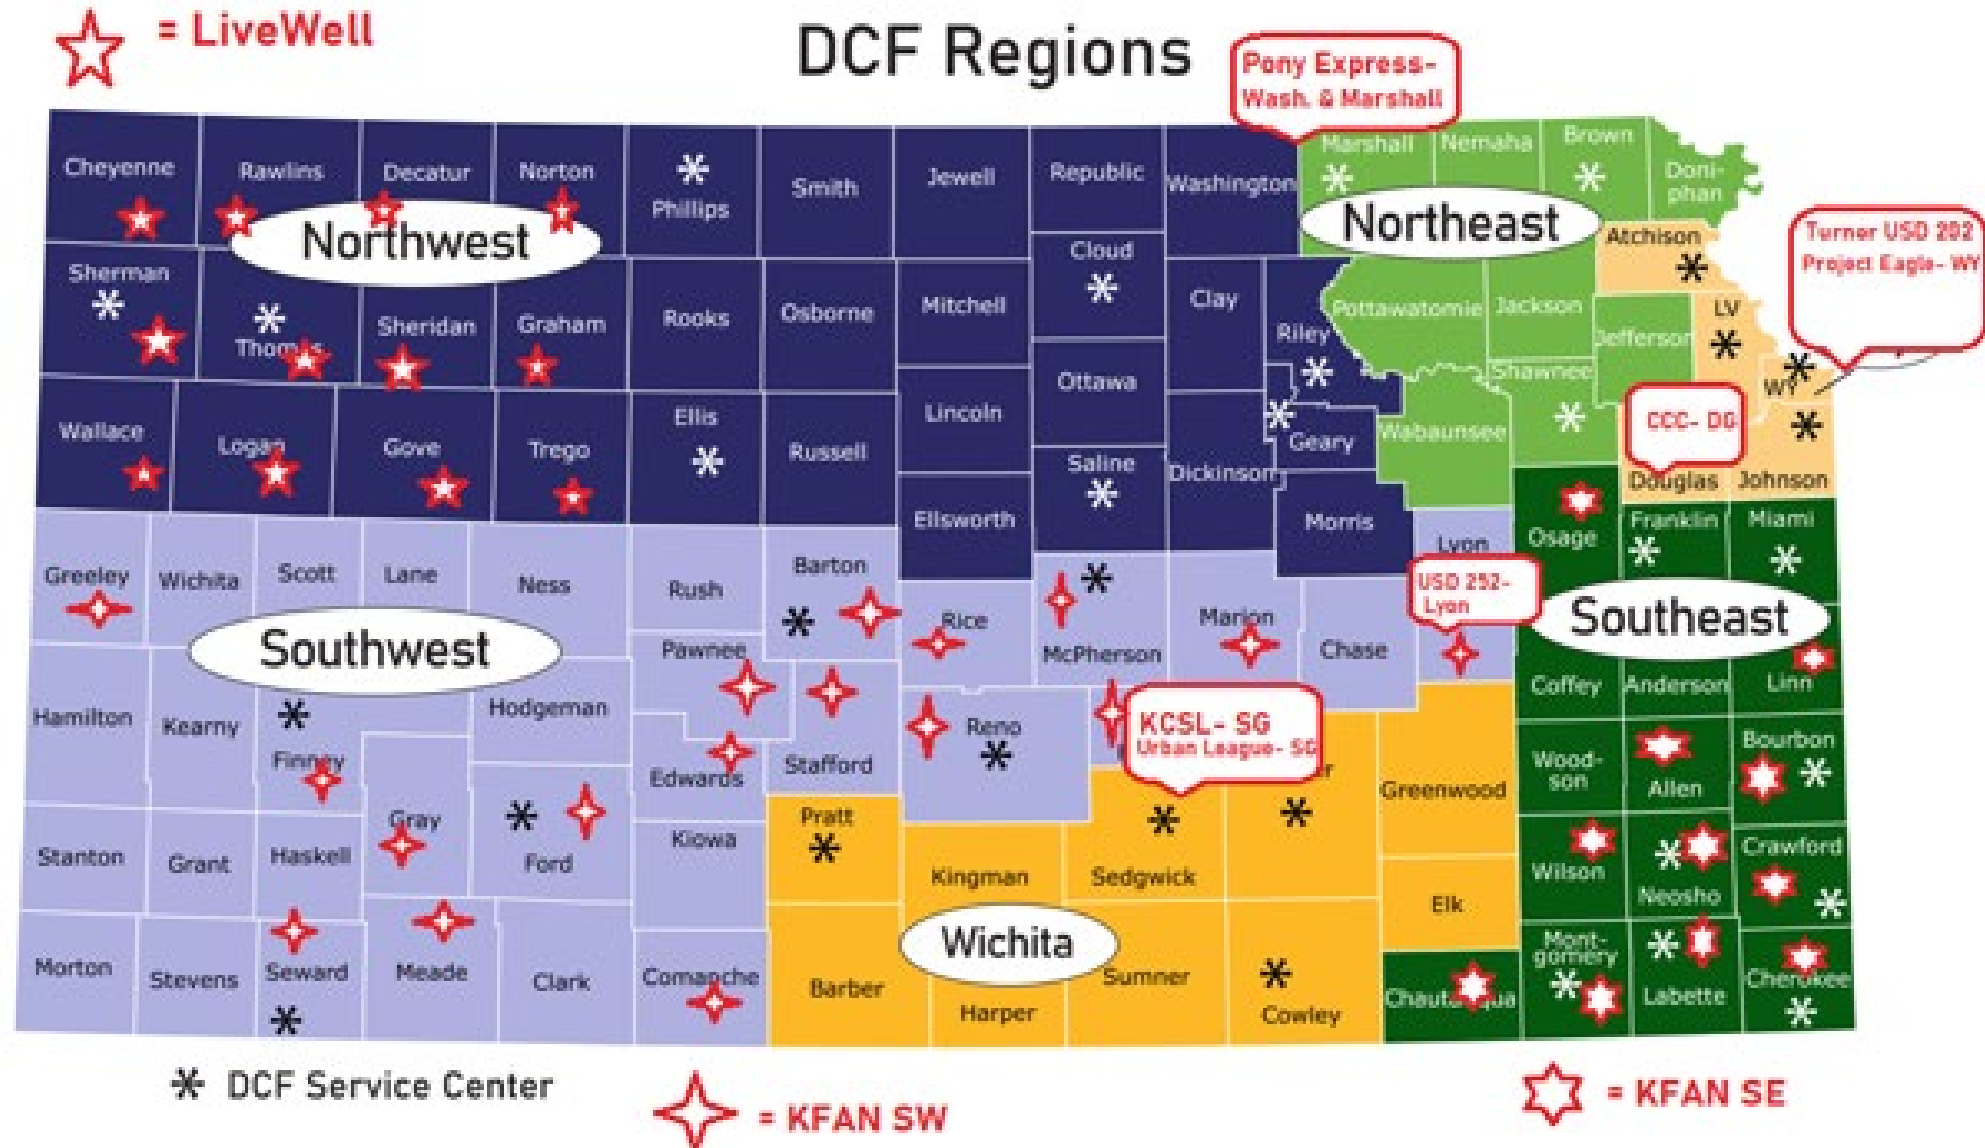 = LiveWell
DCF Regions
Pony Express-
Wash. & Marshall
Cheyenne
Rawlins
Decatur
Norton
Phillips
Smith
Jewell
Republic
Washington
Marshall
Nemaha
Brown
Doni-
phan
Northwest
Northeast
Atchison
Turner USD 202
Project Eagle- WY
Sherman
Thomas
Sheridan
Graham
Rooks
Osborne
Mitchell
Cloud
Clay
Riley
Pottawatomie
Jackson
Jefferson
LV
Shawnee
WY
Wallace
Logan
Gove
Trego
Ellis
Russell
Lincoln
Ottawa
Saline
Dickinson
Geary
Wabaunsee
CCC- DG
Douglas
Johnson
Ellsworth
Morris
Lyon
Osage
Franklin
Miami
Greeley
Wichita
Scott
Lane
Ness
Rush
Barton
Rice
McPherson
Marion
Chase
USD 252-
Lyon
Southeast
Southwest
Pawnee
Coffey
Anderson
Linn
Hamilton
Kearny
Finney
Hodgeman
Edwards
Stafford
Reno
KCSL- SG
Urban League- SG
er
Greenwood
Wood-
son
Allen
Bourbon
Stanton
Grant
Haskell
Gray
Ford
Kiowa
Pratt
Kingman
Sedgwick
Elk
Wilson
Neosho
Crawford
Morton
Stevens
Seward
Meade
Clark
Comanche
Barber
Wichita
Harper
Sumner
Cowley
Chautauqua
Mont-
gomery
Labette
Cherokee
DCF Service Center
= KFAN SW
= KFAN SE